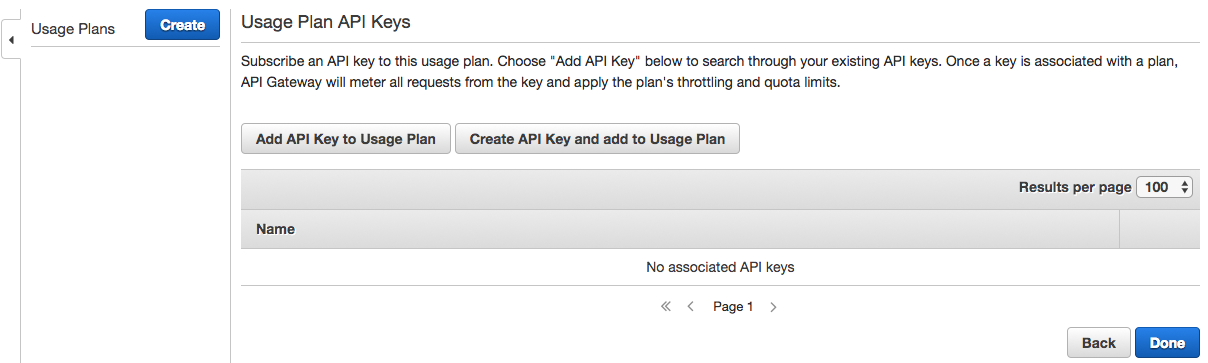 Usage Plans
Create
Usage Plan API Keys
Subscribe an API key to this usage plan. Choose "Add API Key" below to search through your existing API keys. Once a key is associated with a plan,
API Gateway will meter all requests from the key and apply the plan's throttling and quota limits.
Add API Key to Usage Plan
Create API Key and add to Usage Plan
Results per page 100
Name
No associated API keys
« ‹ Page 1 ›
Back
Done